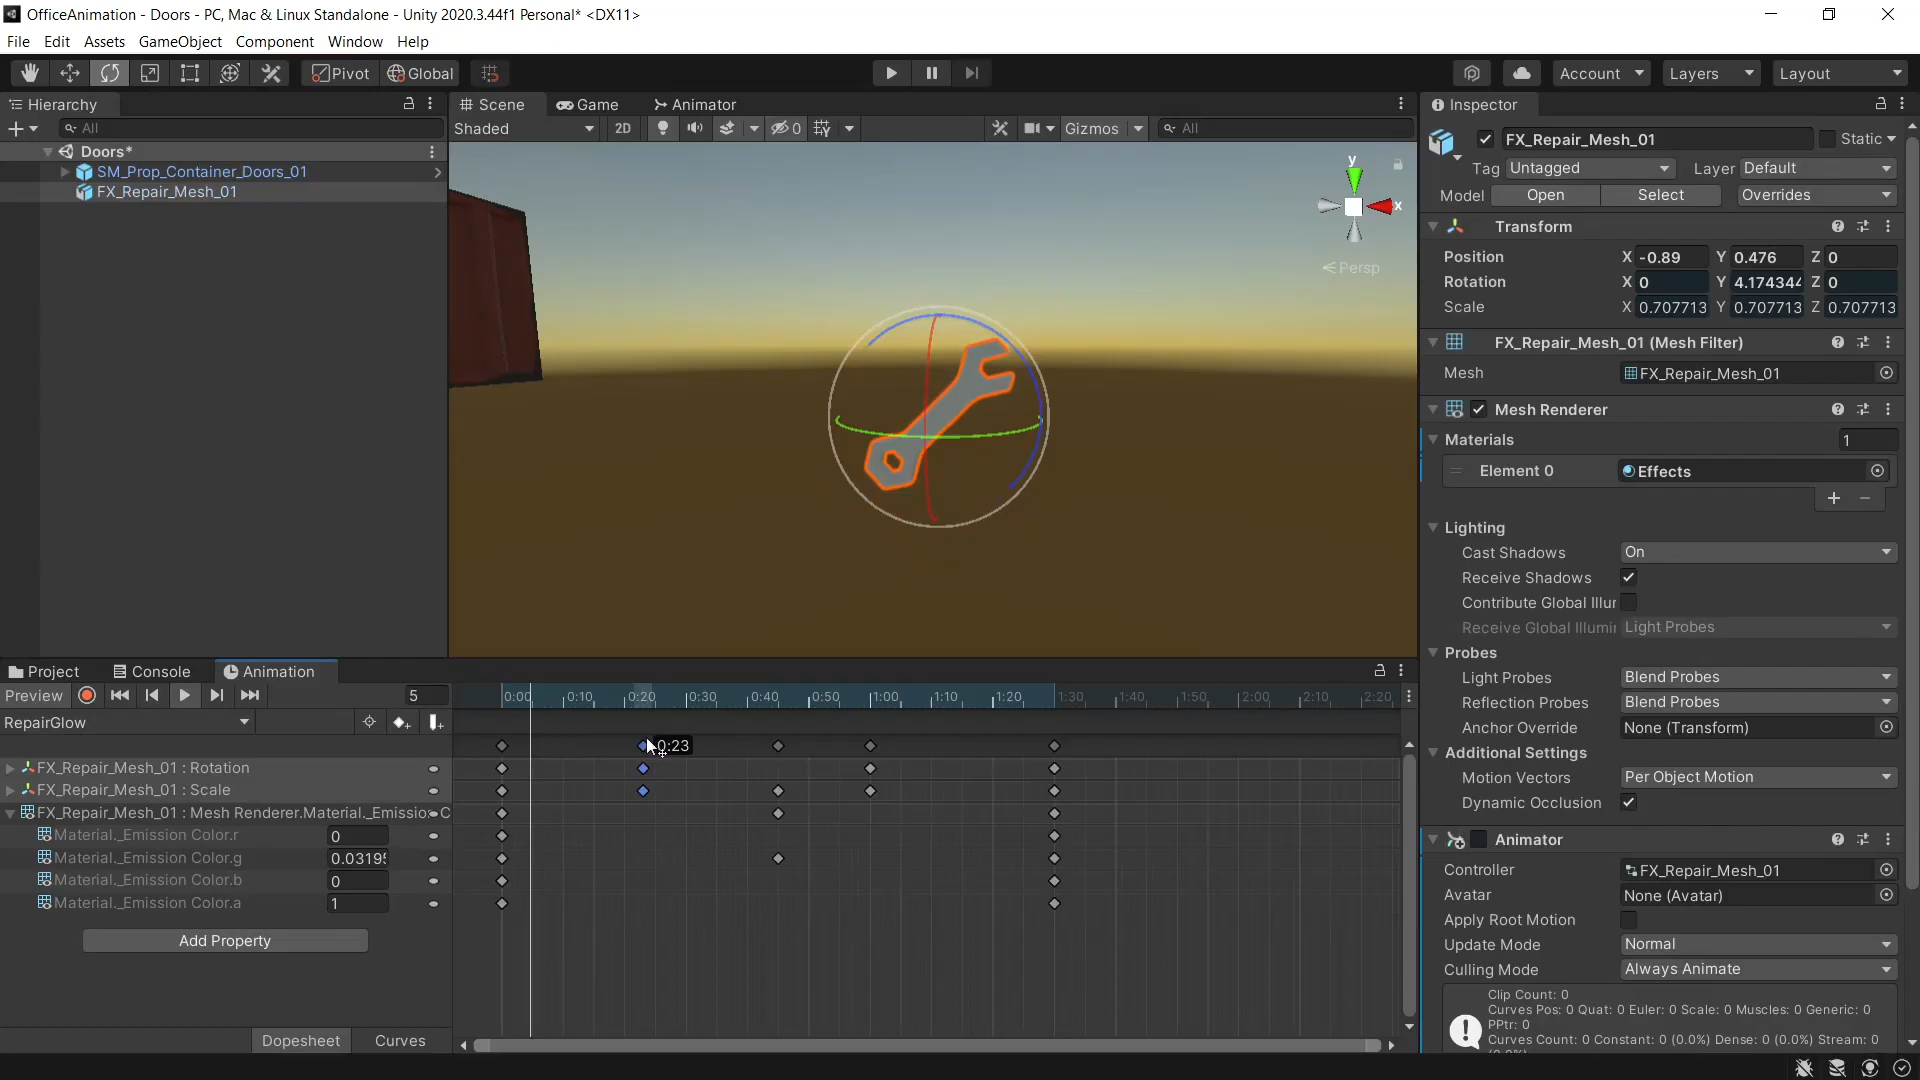 OfficeAnimation - Doors - PC, Mac & Linux Standalone - Unity 2020.3.44f1 Personal* <DX11>
File Edit Assets GameObject Component Window Help
Pivot Global Account Layers Layout
Hierarchy
All
Doors*
SM_Prop_Container_Doors_01
FX_Repair_Mesh_01
Scene Game Animator
Shaded 2D 0 Gizmos All
y
x
Persp
Inspector
FX_Repair_Mesh_01 Static
Tag Untagged Layer Default
Model Open Select Overrides
Transform
Position X -0.89 Y 0.476 Z 0
Rotation X 0 Y 4.174344 Z 0
Scale X 0.707713 Y 0.707713 Z 0.707713
FX_Repair_Mesh_01 (Mesh Filter)
Mesh FX_Repair_Mesh_01
Mesh Renderer
Materials 1
Element 0 Effects
Lighting
Cast Shadows On
Receive Shadows
Contribute Global Illur
Receive Global Illumin Light Probes
Probes
Light Probes Blend Probes
Reflection Probes Blend Probes
Anchor Override None (Transform)
Additional Settings
Motion Vectors Per Object Motion
Dynamic Occlusion
Animator
Controller FX_Repair_Mesh_01
Avatar None (Avatar)
Apply Root Motion
Update Mode Normal
Culling Mode Always Animate
Clip Count: 0
Curves Pos: 0 Quat: 0 Euler: 0 Scale: 0 Muscles: 0 Generic: 0
PPtr: 0
Curves Count: 0 Constant: 0 (0.0%) Dense: 0 (0.0%) Stream: 0
Project Console Animation
Preview 5
0:00 0:10 0:20 0:30 0:40 0:50 1:00 1:10 1:20 1:30 1:40 1:50 2:00 2:10 2:20
RepairGlow
0:23
FX_Repair_Mesh_01 : Rotation
FX_Repair_Mesh_01 : Scale
FX_Repair_Mesh_01 : Mesh Renderer.Material._Emission C
Material._Emission Color.r 0
Material._Emission Color.g 0.0319
Material._Emission Color.b 0
Material._Emission Color.a 1
Add Property
Dopesheet Curves